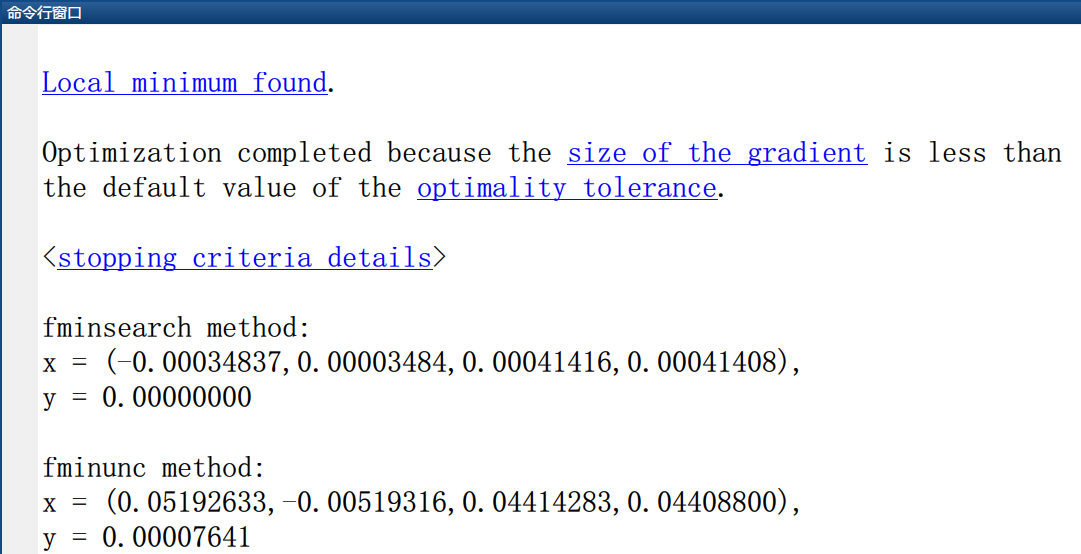 命令行窗口
Local minimum found.
Optimization completed because the size of the gradient is less than
the default value of the optimality tolerance.
<stopping criteria details>
fminsearch method:
x = (-0.00034837,0.00003484,0.00041416,0.00041408),
y = 0.00000000
fminunc method:
x = (0.05192633,-0.00519316,0.04414283,0.04408800),
y = 0.00007641